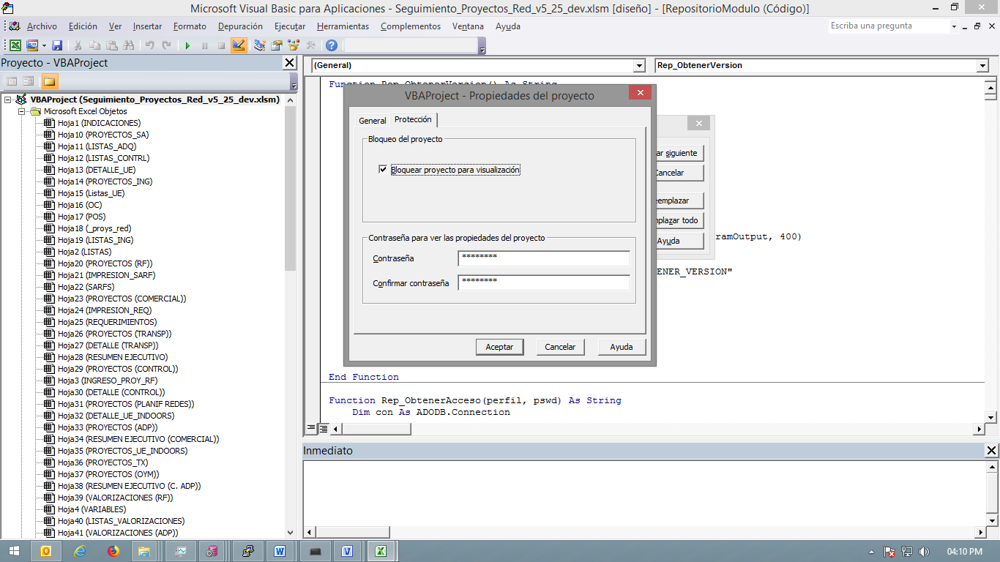 Microsoft Visual Basic para Aplicaciones - Seguimiento_Proyectos_Red_v5_25_dev.xlsm [diseño] - [RepositorioModulo (Código)]
Archivo Edición Ver Insertar Formato Depuración Ejecutar Herramientas Complementos Ventana Ayuda
Escriba una pregunta
Proyecto - VBAProject
VBAProject (Seguimiento_Proyectos_Red_v5_25_dev.xlsm)
Microsoft Excel Objetos
Hoja1 (INDICACIONES)
Hoja10 (PROYECTOS_SA)
Hoja11 (LISTAS_ADQ)
Hoja12 (LISTAS_CONTRL)
Hoja13 (DETALLE_UE)
Hoja14 (PROYECTOS_ING)
Hoja15 (Listas_UE)
Hoja16 (OC)
Hoja17 (POS)
Hoja18 (_proys_red)
Hoja19 (LISTAS_ING)
Hoja2 (LISTAS)
Hoja20 (PROYECTOS (RF))
Hoja21 (IMPRESION_SARF)
Hoja22 (SARFS)
Hoja23 (PROYECTOS (COMERCIAL))
Hoja24 (IMPRESION_REQ)
Hoja25 (REQUERIMIENTOS)
Hoja26 (PROYECTOS (TRANSP))
Hoja27 (DETALLE (TRANSP))
Hoja28 (RESUMEN EJECUTIVO)
Hoja29 (PROYECTOS (CONTROL))
Hoja3 (INGRESO_PROY_RF)
Hoja30 (DETALLE (CONTROL))
Hoja31 (PROYECTOS (PLANIF REDES))
Hoja32 (DETALLE_UE_INDOORS)
Hoja33 (PROYECTOS (ADP))
Hoja34 (RESUMEN EJECUTIVO (COMERCIAL))
Hoja35 (PROYECTOS_UE_INDOORS)
Hoja36 (PROYECTOS_TX)
Hoja37 (PROYECTOS (OYM))
Hoja38 (RESUMEN EJECUTIVO (C. ADP))
Hoja39 (VALORIZACIONES (RF))
Hoja4 (VARIABLES)
Hoja40 (LISTAS_VALORIZACIONES)
Hoja41 (VALORIZACIONES (ADP))
(General)
Rep_ObtenerVersion
Function Rep_ObtenerVersion() As String
VBAProject - Propiedades del proyecto
General Protección
Bloqueo del proyecto
Bloquear proyecto para visualización
Contraseña para ver las propiedades del proyecto
Contraseña ********
Confirmar contraseña ********
Aceptar Cancelar Ayuda
ar siguiente
Cancelar
emplazar
nplazar todo
Ayuda
ramOutput, 400)
ENER_VERSION"
End Function
Function Rep_ObtenerAcceso(perfil, pswd) As String
Dim con As ADODB.Connection
Inmediato
04:10 PM